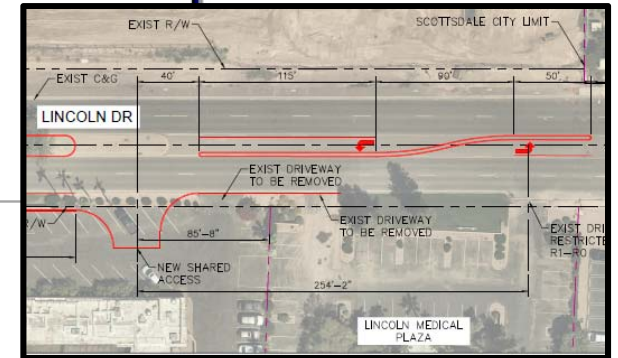 EXIST R/W
SCOTTSDALE CITY LIMIT
EXIST C&G
40'
115'
90'
50'
LINCOLN DR
EXIST DRIVEWAY
TO BE REMOVED
R/W
EXIST DRIVEWAY
TO BE REMOVED
85'-8"
EXIST DRI
RESTRICTE
R1-RO
NEW SHARED
ACCESS
254'-2"
LINCOLN MEDICAL
PLAZA